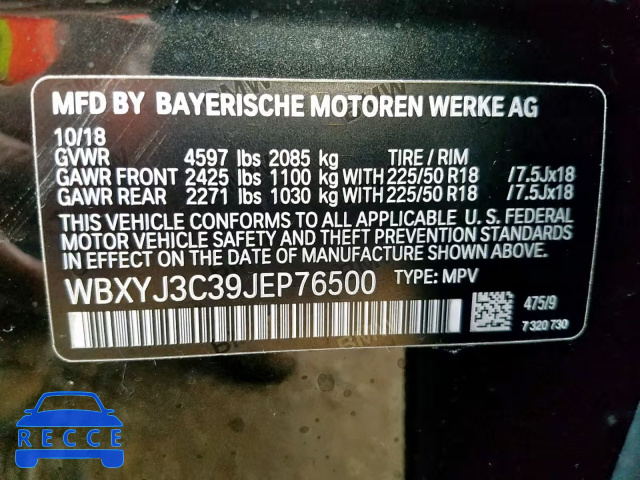 MFD BY BAYERISCHE MOTOREN WERKE AG
10/18
GVWR 4597 lbs 2085 kg TIRE / RIM
GAWR FRONT 2425 lbs 1100 kg WITH 225/50 R18 /7.5Jx18
GAWR REAR 2271 lbs 1030 kg WITH 225/50 R18 /7.5Jx18
THIS VEHICLE CONFORMS TO ALL APPLICABLE U. S. FEDERAL
MOTOR VEHICLE SAFETY AND THEFT PREVENTION STANDARDS
IN EFFECT ON THE DATE OF MANUFACTURE SHOWN ABOVE.
WBXYJ3C39JEP76500 TYPE: MPV
475/9
7 320 730
BIDFAX